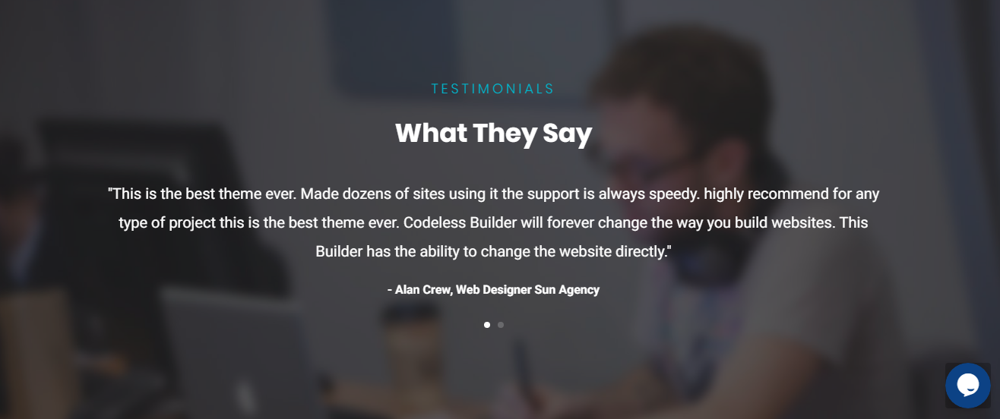 TESTIMONIALS
What They Say
"This is the best theme ever. Made dozens of sites using it the support is always speedy. highly recommend for any
type of project this is the best theme ever. Codeless Builder will forever change the way you build websites. This
Builder has the ability to change the website directly."
- Alan Crew, Web Designer Sun Agency